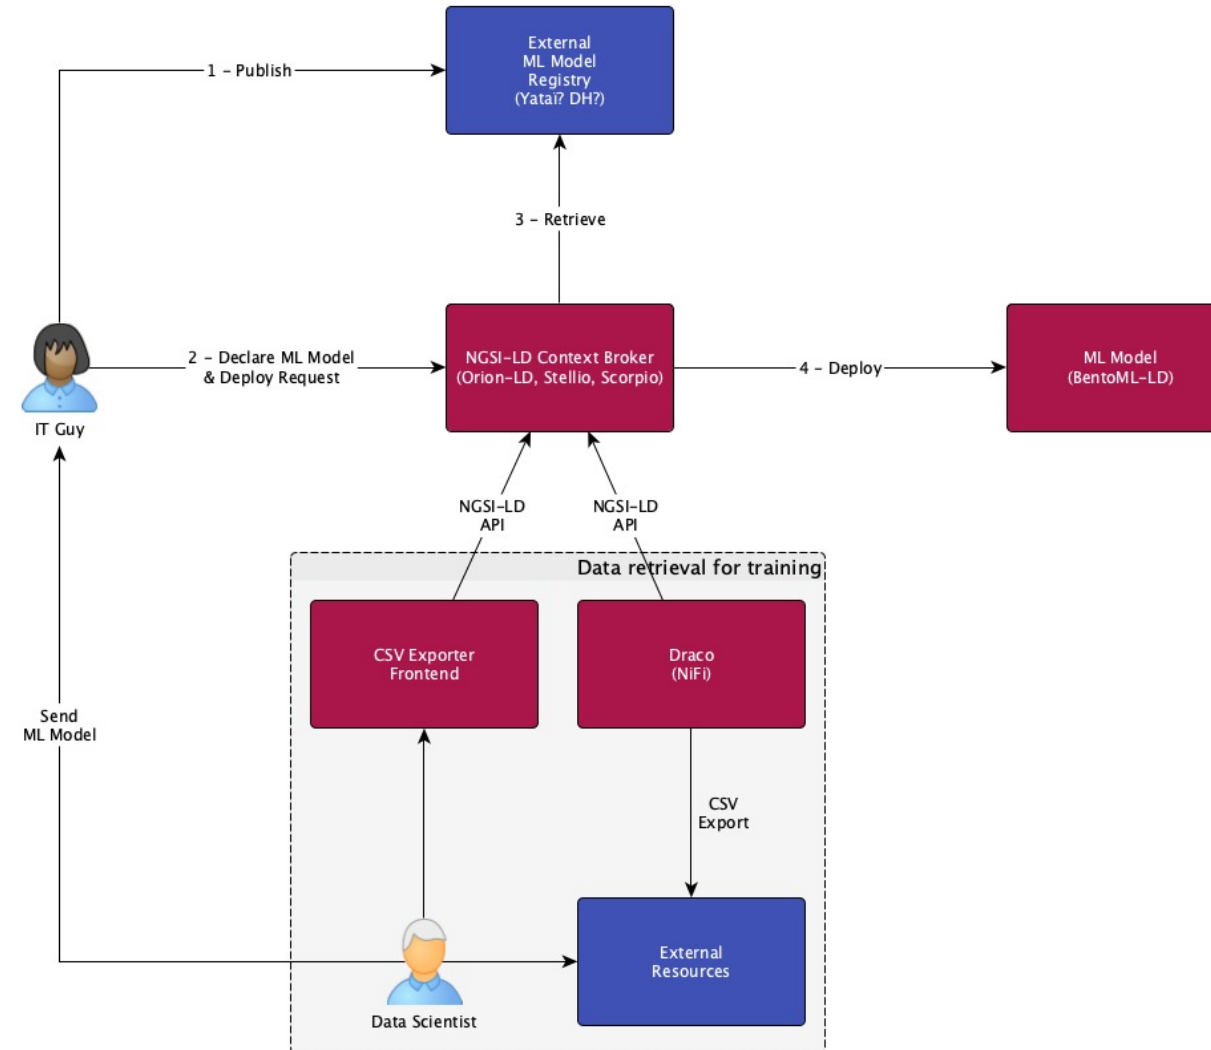 External
ML Model
Registry
(Yataï? DH?)
1 – Publish
3 – Retrieve
2 – Declare ML Model
& Deploy Request
NGSI-LD Context Broker
(Orion-LD, Stellio, Scorpio)
4 – Deploy
ML Model
(BentoML-LD)
IT Guy
NGSI-LD
API
NGSI-LD
API
Data retrieval for training
CSV Exporter
Frontend
Draco
(NiFi)
Send
ML Model
CSV
Export
External
Resources
Data Scientist